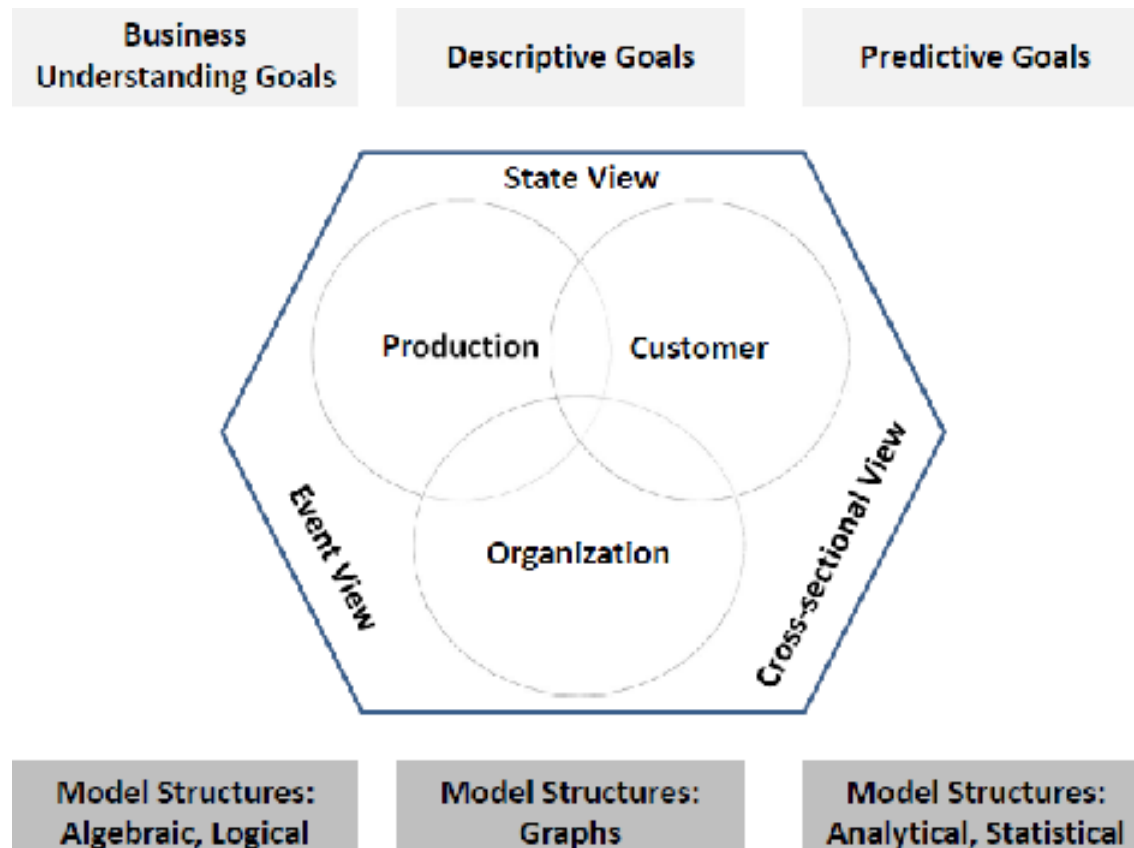 Business
Understanding Goals
Descriptive Goals
Predictive Goals
State View
Production
Customer
Event View
Organization
Cross-sectional View
Model Structures:
Algebraic, Logical
Model Structures:
Graphs
Model Structures:
Analytical, Statistical